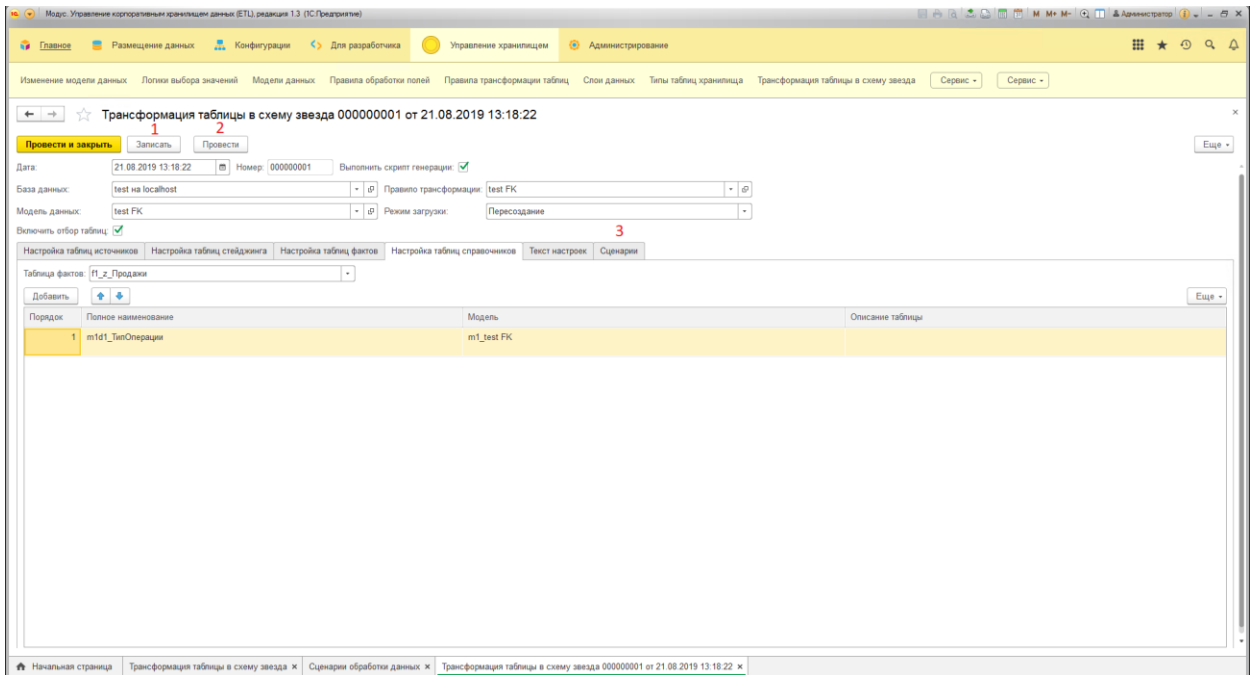 Модус. Управление корпоративным хранилищем данных (ETL), редакция 1.3 (1С:Предприятие) M M+ M- Администратор
Главное Размещение данных Конфигурации Для разработчика Управление хранилищем Администрирование
Изменение модели данных Логики выбора значений Модели данных Правила обработки полей Правила трансформации таблиц Слои данных Типы таблиц хранилища Трансформация таблицы в схему звезда Сервис Сервис
Трансформация таблицы в схему звезда 000000001 от 21.08.2019 13:18:22
1 2
Провести и закрыть Записать Провести Еще
Дата: 21.08.2019 13:18:22 Номер: 000000001 Выполнить скрипт генерации:
База данных: test на localhost Правило трансформации: test FK
Модель данных: test FK Режим загрузки: Пересоздание
Включить отбор таблиц: 3
Настройка таблиц источников Настройка таблиц стейджинга Настройка таблиц фактов Настройка таблиц справочников Текст настроек Сценарии
Таблица фактов: f1_z_Продажи
Добавить Еще
Порядок Полное наименование Модель Описание таблицы
1 m1d1_ТипОперации m1_test FK
Начальная страница Трансформация таблицы в схему звезда × Сценарии обработки данных × Трансформация таблицы в схему звезда 000000001 от 21.08.2019 13:18:22 ×